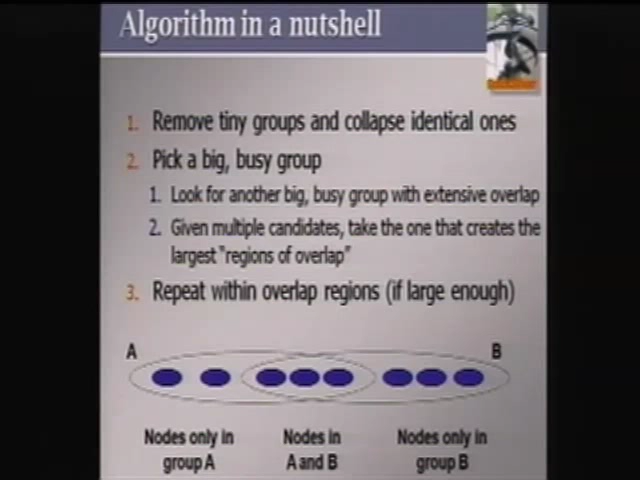 Algorithm in a nutshell
1. Remove tiny groups and collapse identical ones
2. Pick a big, busy group
1. Look for another big, busy group with extensive overlap
2. Given multiple candidates, take the one that creates the
largest "regions of overlap"
3. Repeat within overlap regions (if large enough)
A
B
Nodes only in
group A
Nodes in
A and B
Nodes only in
group B